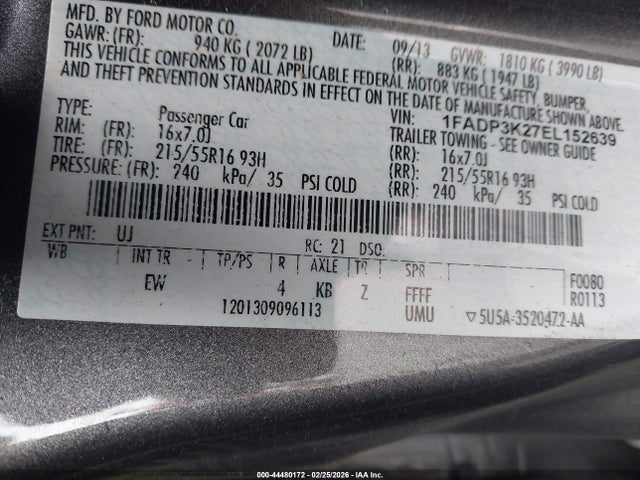 MFD. BY FORD MOTOR CO.
DATE: 09/13 GVWR: 1810 KG ( 3990 LB)
GAWR: (FR): 940 KG ( 2072 LB) (RR): 883 KG ( 1947 LB)
THIS VEHICLE CONFORMS TO ALL APPLICABLE FEDERAL MOTOR VEHICLE SAFETY, BUMPER,
AND THEFT PREVENTION STANDARDS IN EFFECT ON THE DATE OF MANUFACTURE SHOWN ABOVE.
VIN: 1FADP3K27EL152639
TYPE: Passenger Car TRAILER TOWING - SEE OWNER GUIDE
RIM: (FR): 16x7.0J (RR): 16x7.0J
TIRE: (FR): 215/55R16 93H (RR): 215/55R16 93H
PRESSURE: (FR): 240 kPa/ 35 PSI COLD (RR): 240 kPa/ 35 PSI COLD
EXT PNT: UJ RC: 21 DSO:
WB INT TR TP/PS R AXLE TR SPR F0080
EW 4 KB Z FFFF R0113
1201309096113 UMU ▽5U5A-3520472-AA
000-44480172 - 02/25/2026 - IAA Inc.